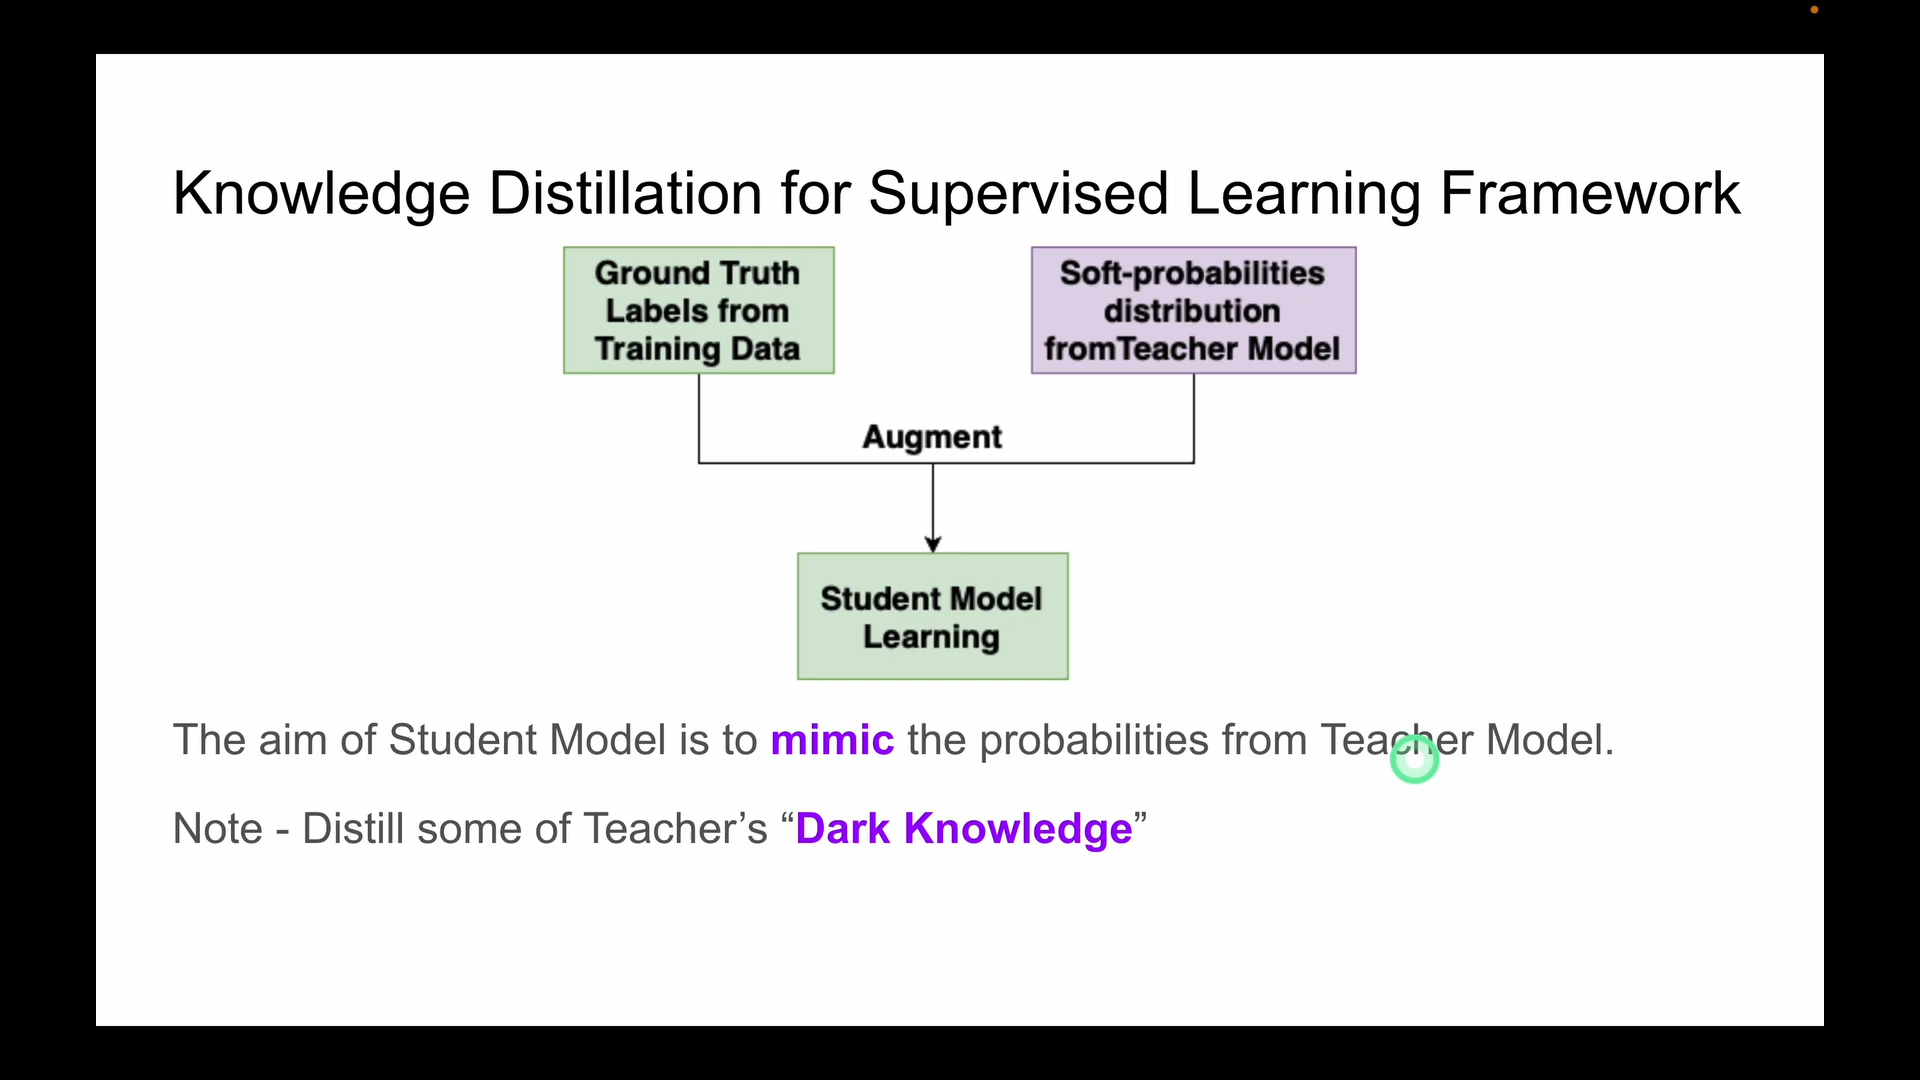 Knowledge Distillation for Supervised Learning Framework
Ground Truth
Labels from
Training Data
Soft-probabilities
distribution
fromTeacher Model
Augment
Student Model
Learning
The aim of Student Model is to mimic the probabilities from Teacher Model.
Note - Distill some of Teacher’s “Dark Knowledge”